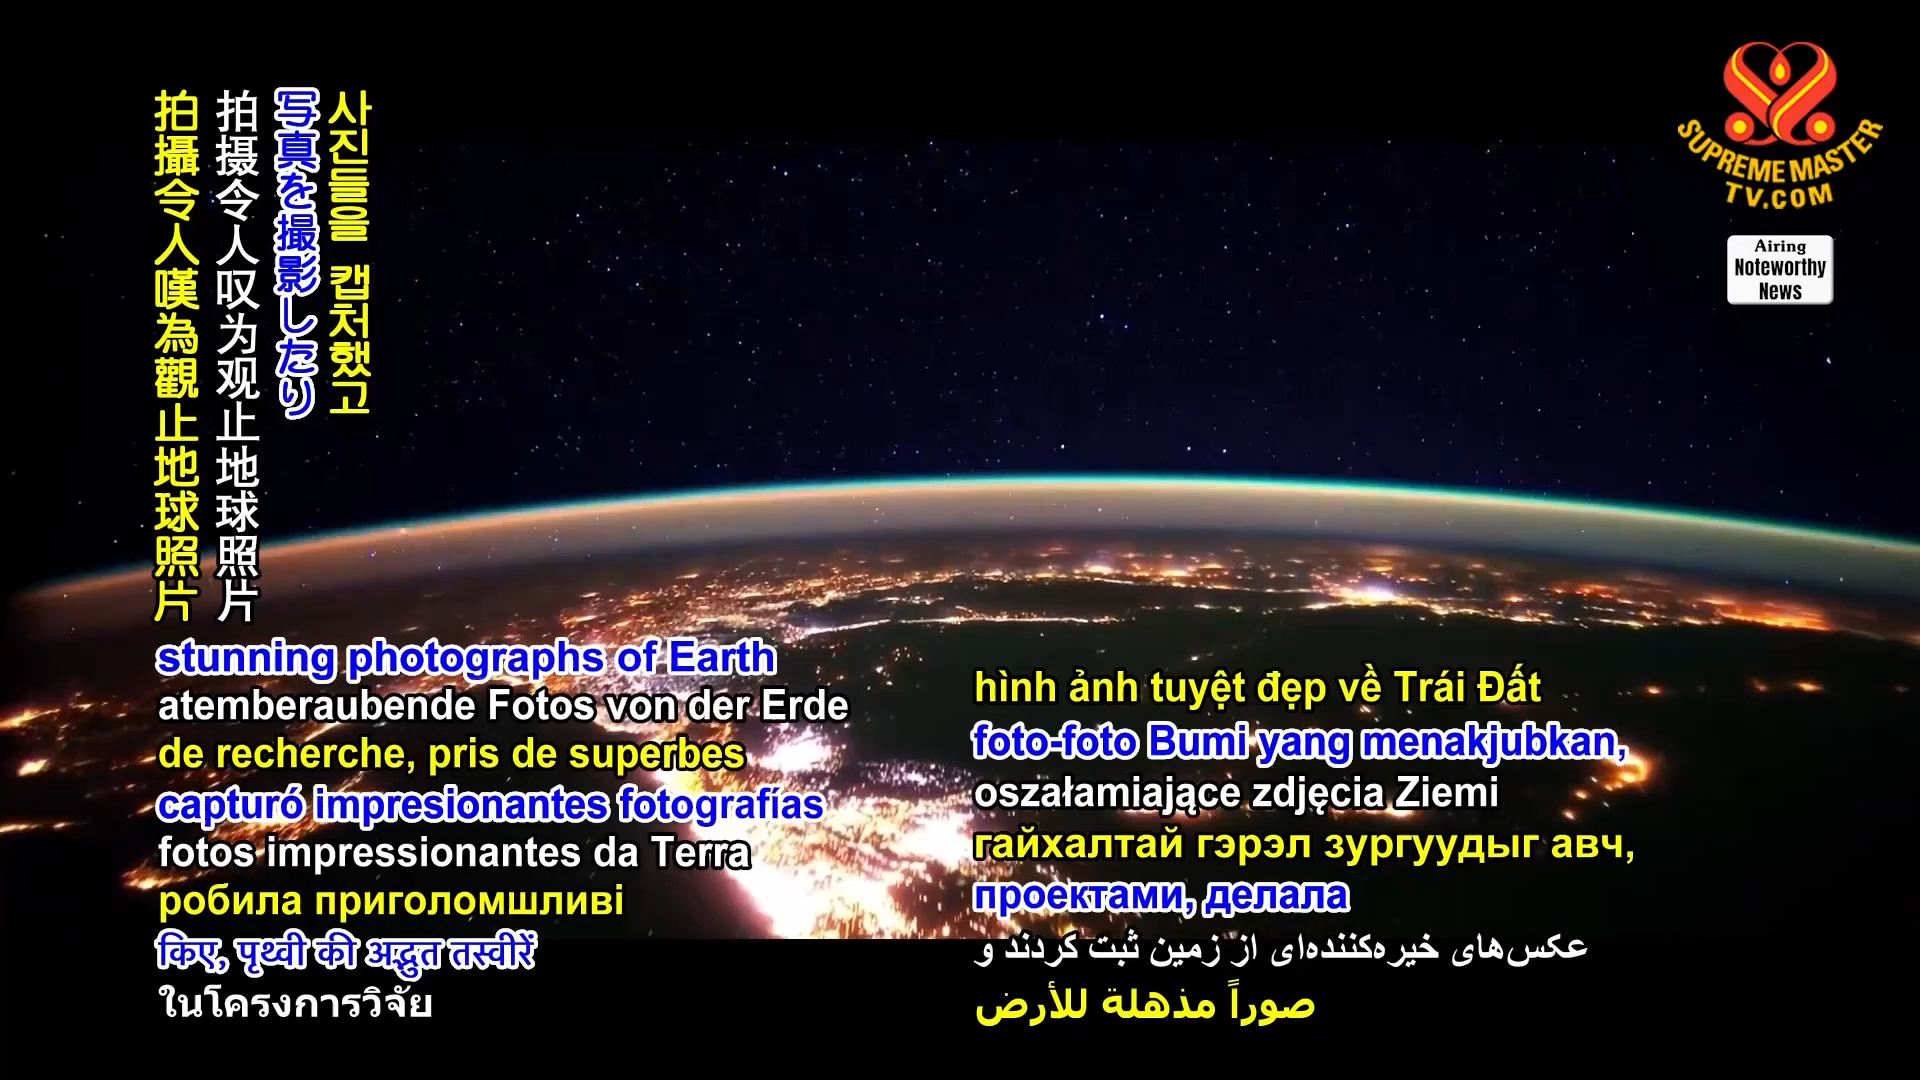 拍攝令人嘆為觀止地球照片
拍摄令人叹为观止地球照片
写真を撮影したり
사진들을 캡처했고
SUPREME MASTER
TV.COM
Airing
Noteworthy
News
stunning photographs of Earth
atemberaubende Fotos von der Erde
de recherche, pris de superbes
capturó impresionantes fotografías
fotos impressionantes da Terra
робила приголомшливі
किए, पृथ्वी की अद्भुत तस्वीरें
ในโครงการวิจัย
hình ảnh tuyệt đẹp về Trái Đất
foto-foto Bumi yang menakjubkan,
oszałamiające zdjęcia Ziemi
гайхалтай гэрэл зургуудыг авч,
проектами, делала
عکس‌های خیره‌کننده‌ای از زمین ثبت کردند و
صوراً مذهلة للأرض